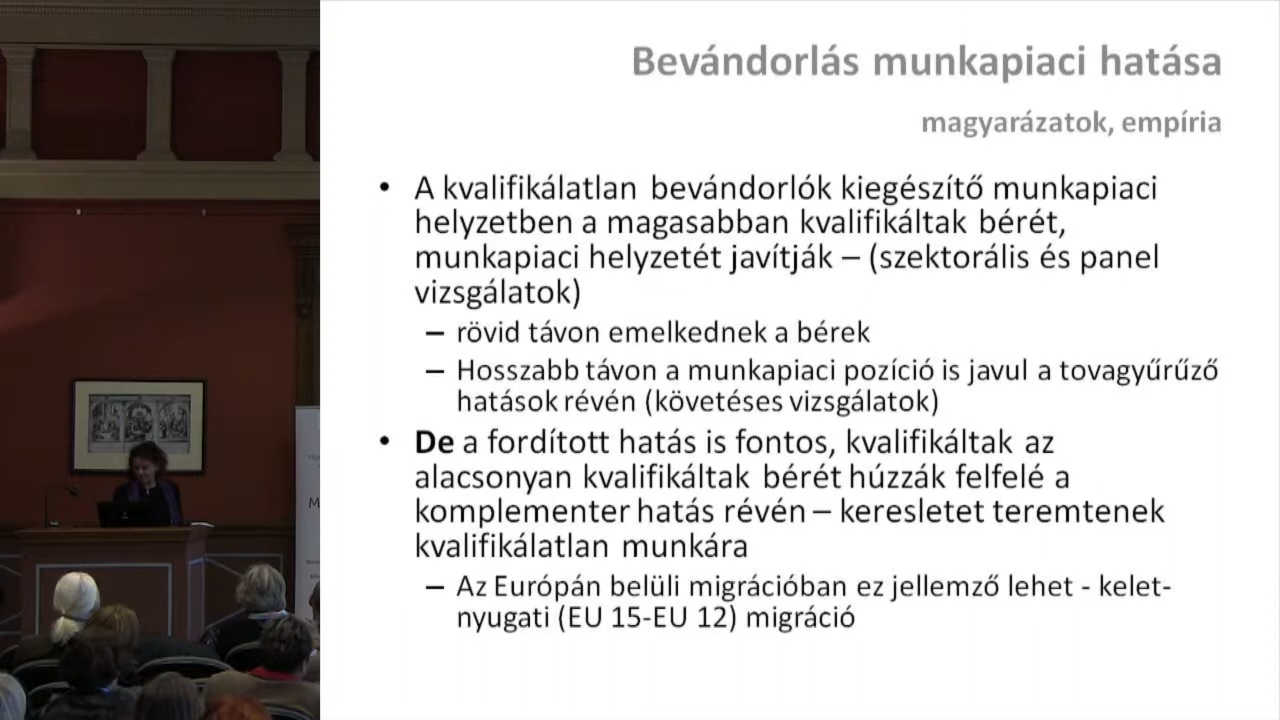 Bevándorlás munkapiaci hatása
magyarázatok, empíria
• A kvalifikálatlan bevándorlók kiegészítő munkapiaci
helyzetben a magasabban kvalifikáltak bérét,
munkapiaci helyzetét javítják – (szektorális és panel
vizsgálatok)
– rövid távon emelkednek a bérek
– Hosszabb távon a munkapiaci pozíció is javul a tovagyűrűző
hatások révén (követéses vizsgálatok)
• De a fordított hatás is fontos, kvalifikáltak az
alacsonyan kvalifikáltak bérét húzzák felfelé a
komplementer hatás révén – keresletet teremtenek
kvalifikálatlan munkára
– Az Európán belüli migrációban ez jellemző lehet - kelet-
nyugati (EU 15-EU 12) migráció